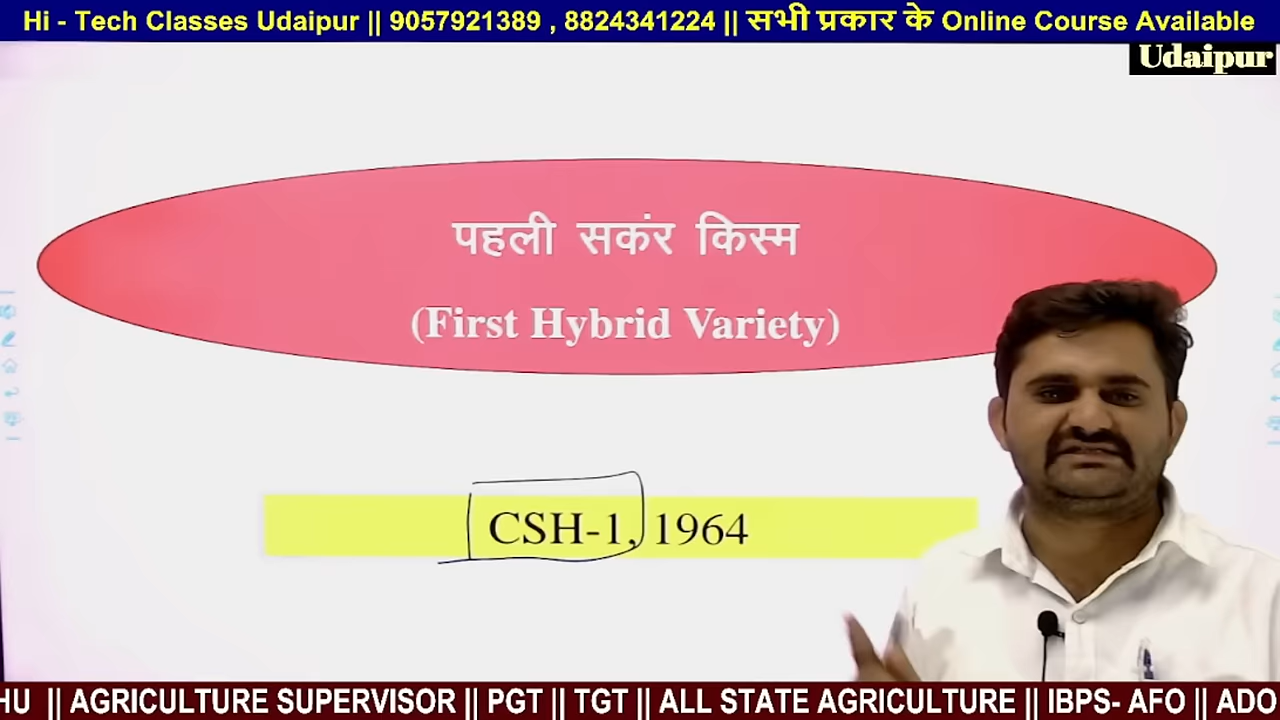 Hi - Tech Classes Udaipur || 9057921389 , 8824341224 || सभी प्रकार के Online Course Available
Udaipur
पहली सकंर किस्म
(First Hybrid Variety)
CSH-1, 1964
HU || AGRICULTURE SUPERVISOR || PGT || TGT || ALL STATE AGRICULTURE || IBPS- AFO || ADO